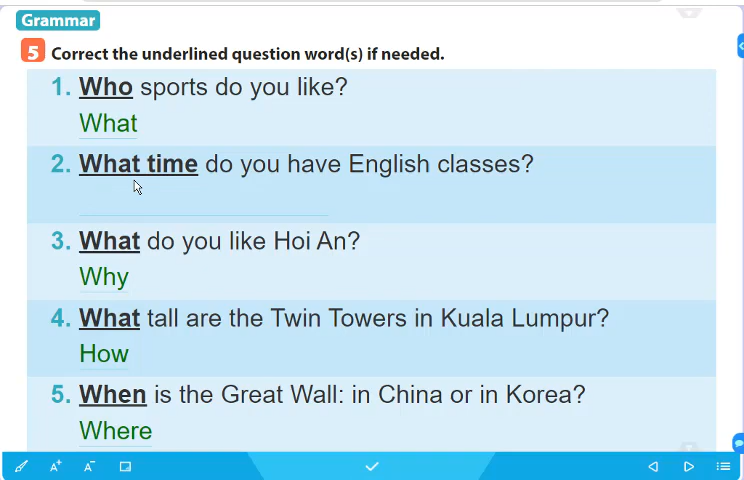 Grammar
5 Correct the underlined question word(s) if needed.
1. Who sports do you like?
What
2. What time do you have English classes?
3. What do you like Hoi An?
Why
4. What tall are the Twin Towers in Kuala Lumpur?
How
5. When is the Great Wall: in China or in Korea?
Where
A+ A-